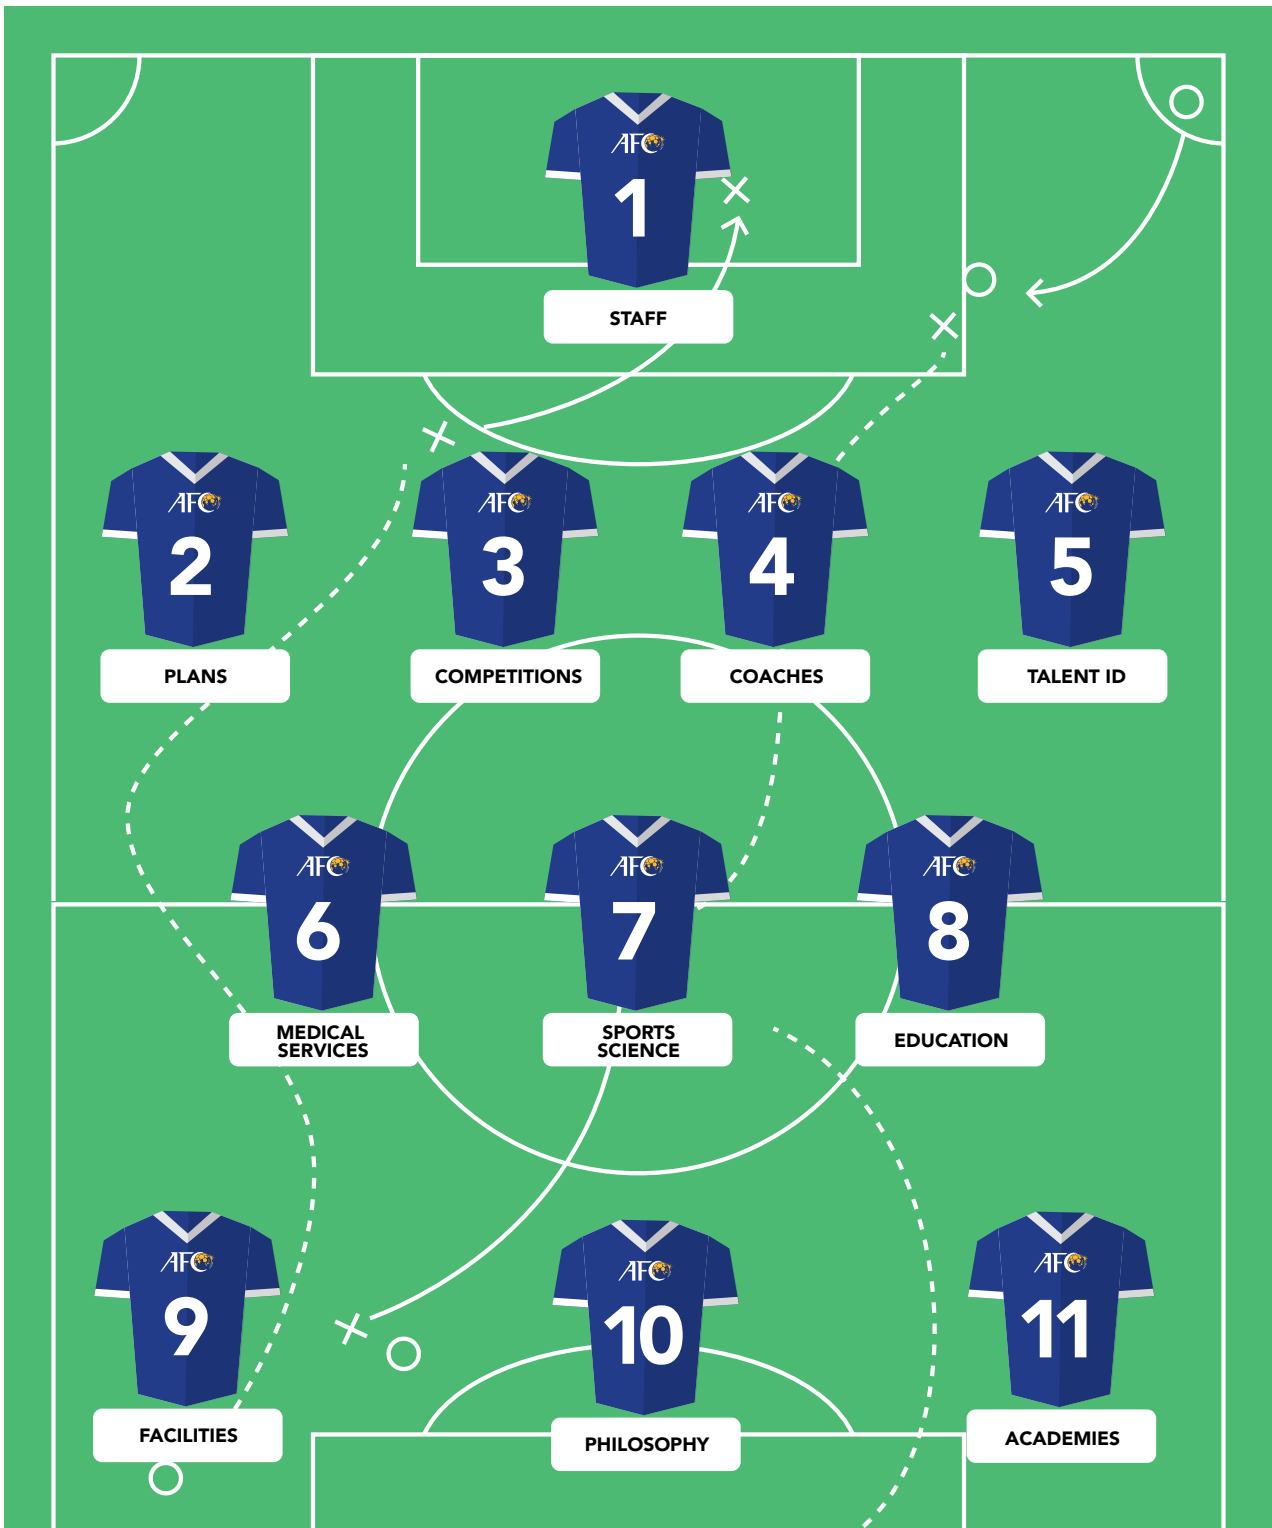 AFC
1
STAFF
AFC
2
PLANS
AFC
3
COMPETITIONS
AFC
4
COACHES
AFC
5
TALENT ID
AFC
6
MEDICAL
SERVICES
AFC
7
SPORTS
SCIENCE
AFC
8
EDUCATION
AFC
9
FACILITIES
AFC
10
PHILOSOPHY
AFC
11
ACADEMIES